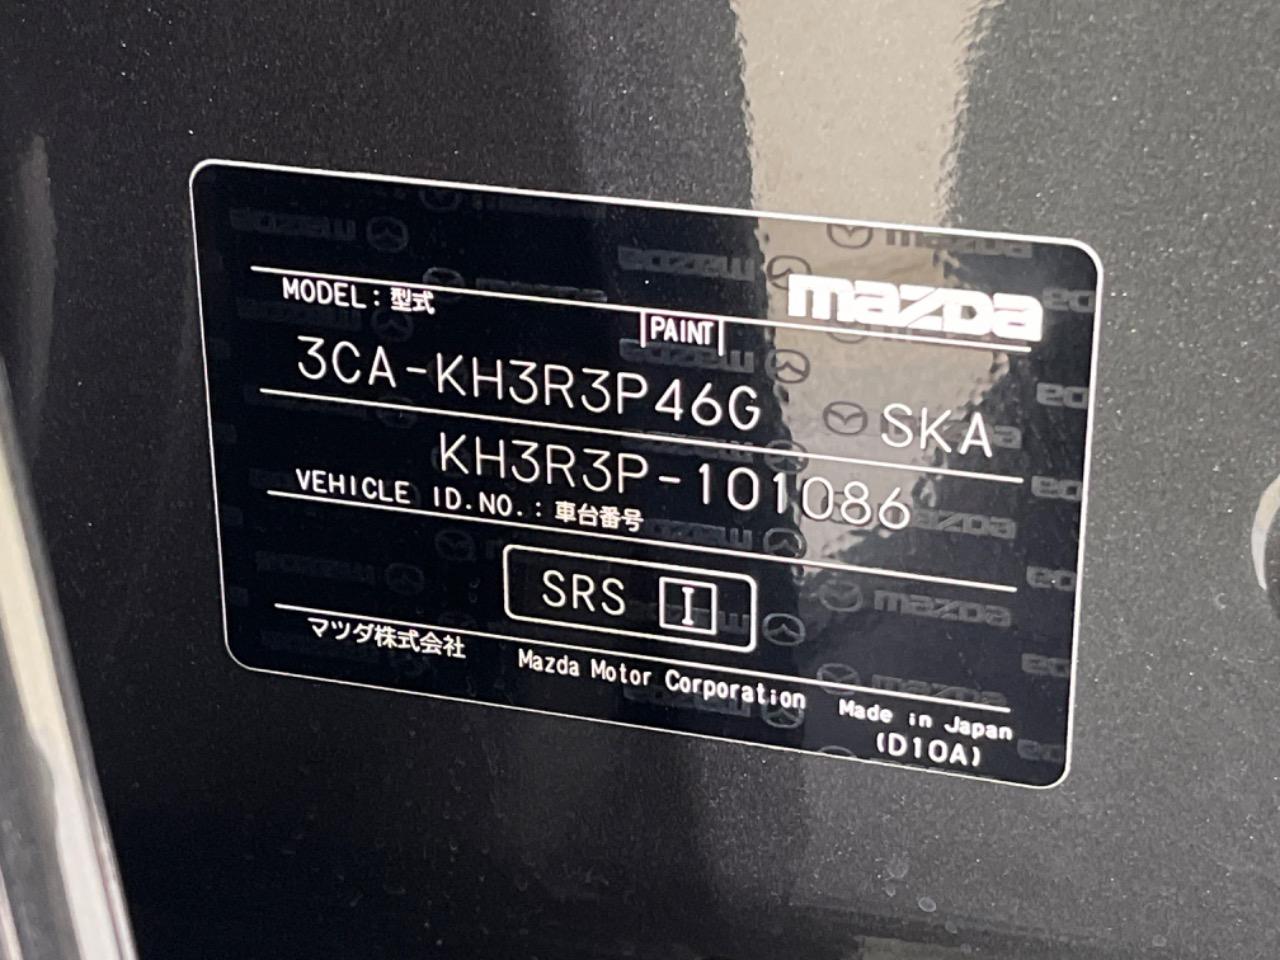 mazda
MODEL：型式
PAINT
3CA-KH3R3P46G SKA
KH3R3P-101086
VEHICLE ID.NO.：車台番号
SRS I
マツダ株式会社 Mazda Motor Corporation Made in Japan
(D10A)